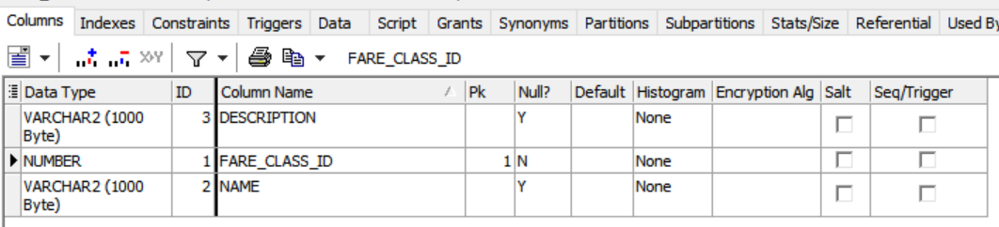 Columns Indexes Constraints Triggers Data Script Grants Synonyms Partitions Subpartitions Stats/Size Referential Used By
X+Y FARE_CLASS_ID
Data Type ID Column Name Pk Null? Default Histogram Encryption Alg Salt Seq/Trigger
VARCHAR2 (1000 3 DESCRIPTION Y None
Byte)
NUMBER 1 FARE_CLASS_ID 1 N None
VARCHAR2 (1000 2 NAME Y None
Byte)